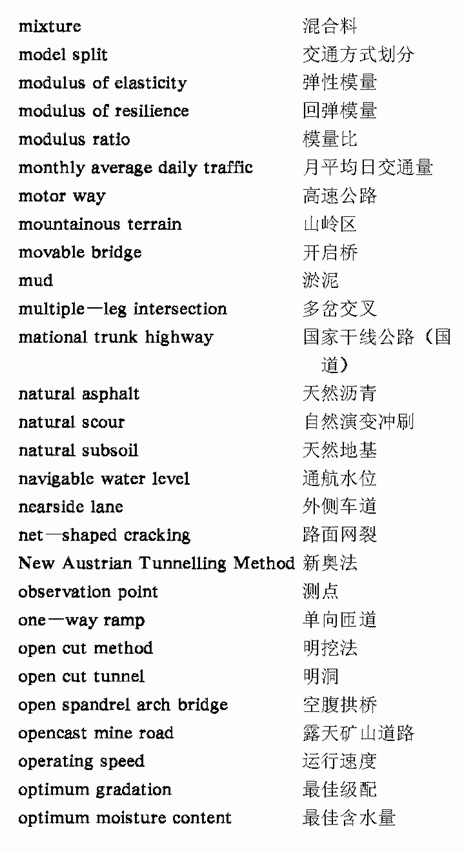 mixture 混合料
model split 交通方式划分
modulus of elasticity 弹性模量
modulus of resilience 回弹模量
modulus ratio 模量比
monthly average daily traffic 月平均日交通量
motor way 高速公路
mountainous terrain 山岭区
movable bridge 开启桥
mud 淤泥
multiple—leg intersection 多岔交叉
mational trunk highway 国家干线公路（国
道）
natural asphalt 天然沥青
natural scour 自然演变冲刷
natural subsoil 天然地基
navigable water level 通航水位
nearside lane 外侧车道
net—shaped cracking 路面网裂
New Austrian Tunnelling Method 新奥法
observation point 测点
one—way ramp 单向匝道
open cut method 明挖法
open cut tunnel 明洞
open spandrel arch bridge 空腹拱桥
opencast mine road 露天矿山道路
operating speed 运行速度
optimum gradation 最佳级配
optimum moisture content 最佳含水量